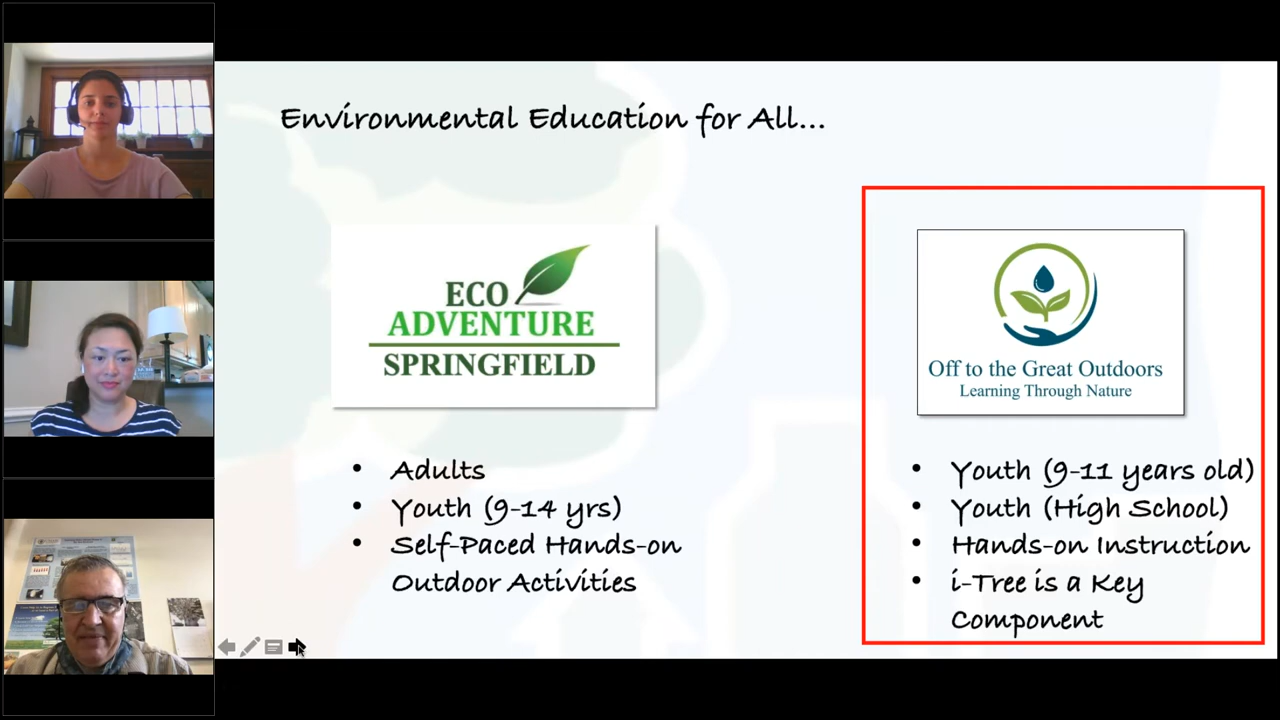 Environmental Education for All...
ECO
ADVENTURE
SPRINGFIELD
• Adults
• Youth (9-14 yrs)
• Self-Paced Hands-on
Outdoor Activities
Off to the Great Outdoors
Learning Through Nature
• Youth (9-11 years old)
• Youth (High School)
• Hands-on Instruction
• i-Tree is a Key
Component